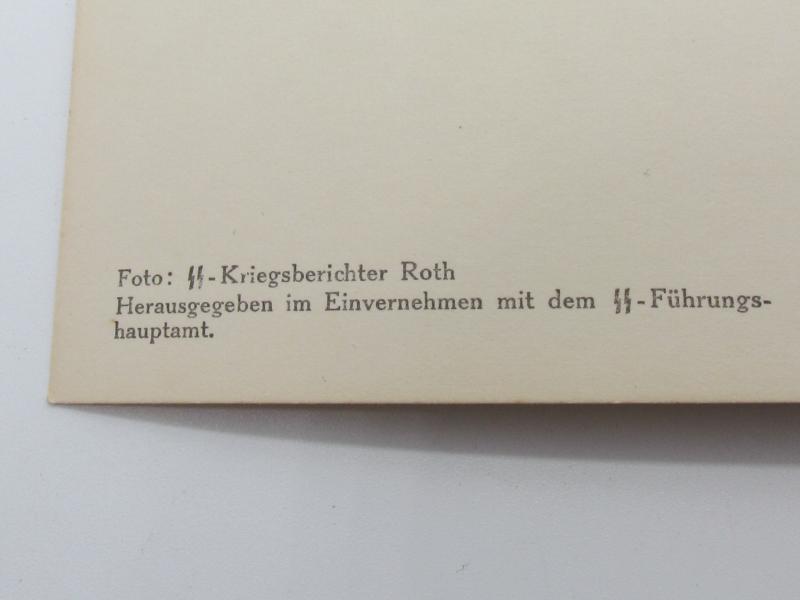 Foto: ᛋᛋ-Kriegsberichter Roth
Herausgegeben im Einvernehmen mit dem ᛋᛋ-Führungs-
hauptamt.